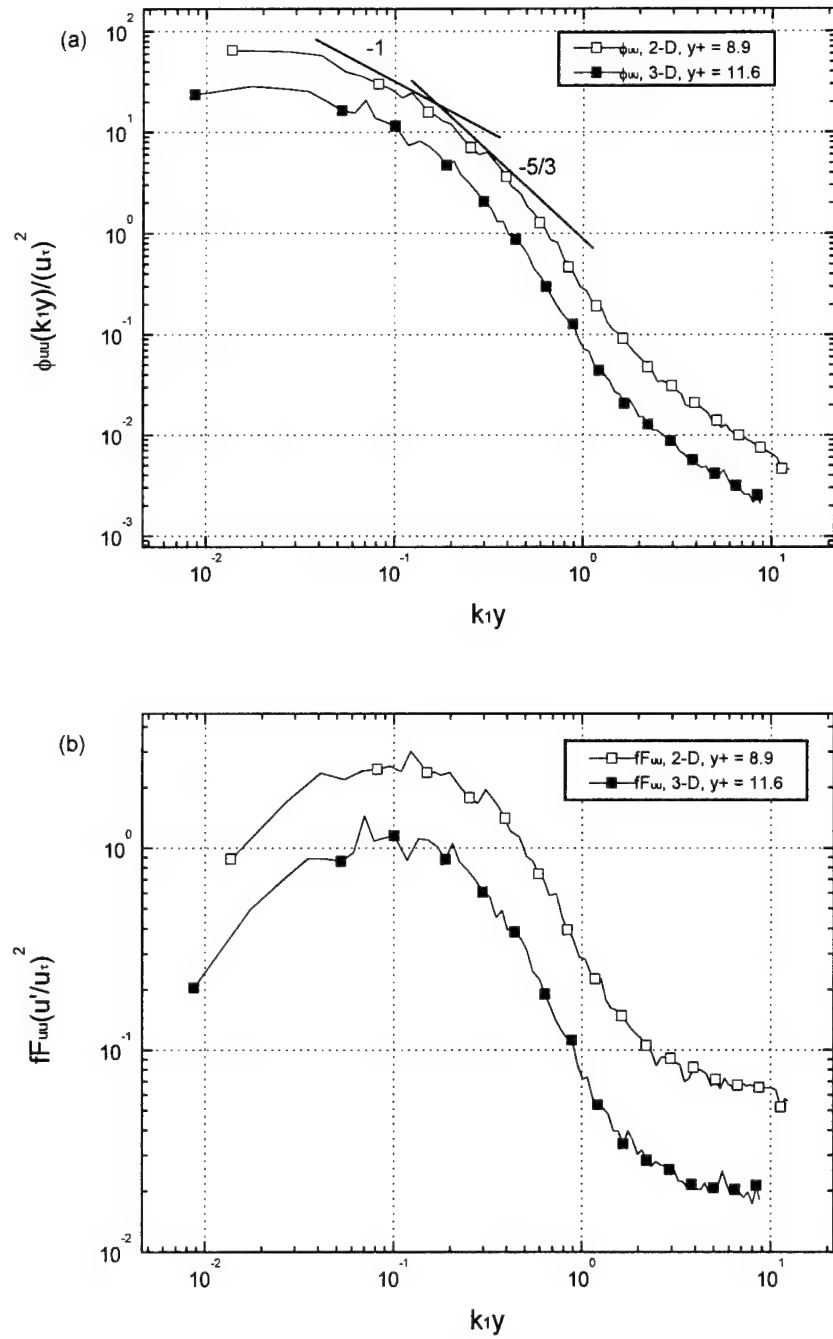 (a)
10²
10¹
10⁰
10⁻¹
10⁻²
10⁻³
ϕuu(k₁y)/(uτ)²
-1
-5/3
ϕuu, 2-D, y+ = 8.9
ϕuu, 3-D, y+ = 11.6
10⁻² 10⁻¹ 10⁰ 10¹
k₁y
(b)
10⁰
10⁻¹
10⁻²
fFuu(u'/uτ)²
fFuu, 2-D, y+ = 8.9
fFuu, 3-D, y+ = 11.6
10⁻² 10⁻¹ 10⁰ 10¹
k₁y